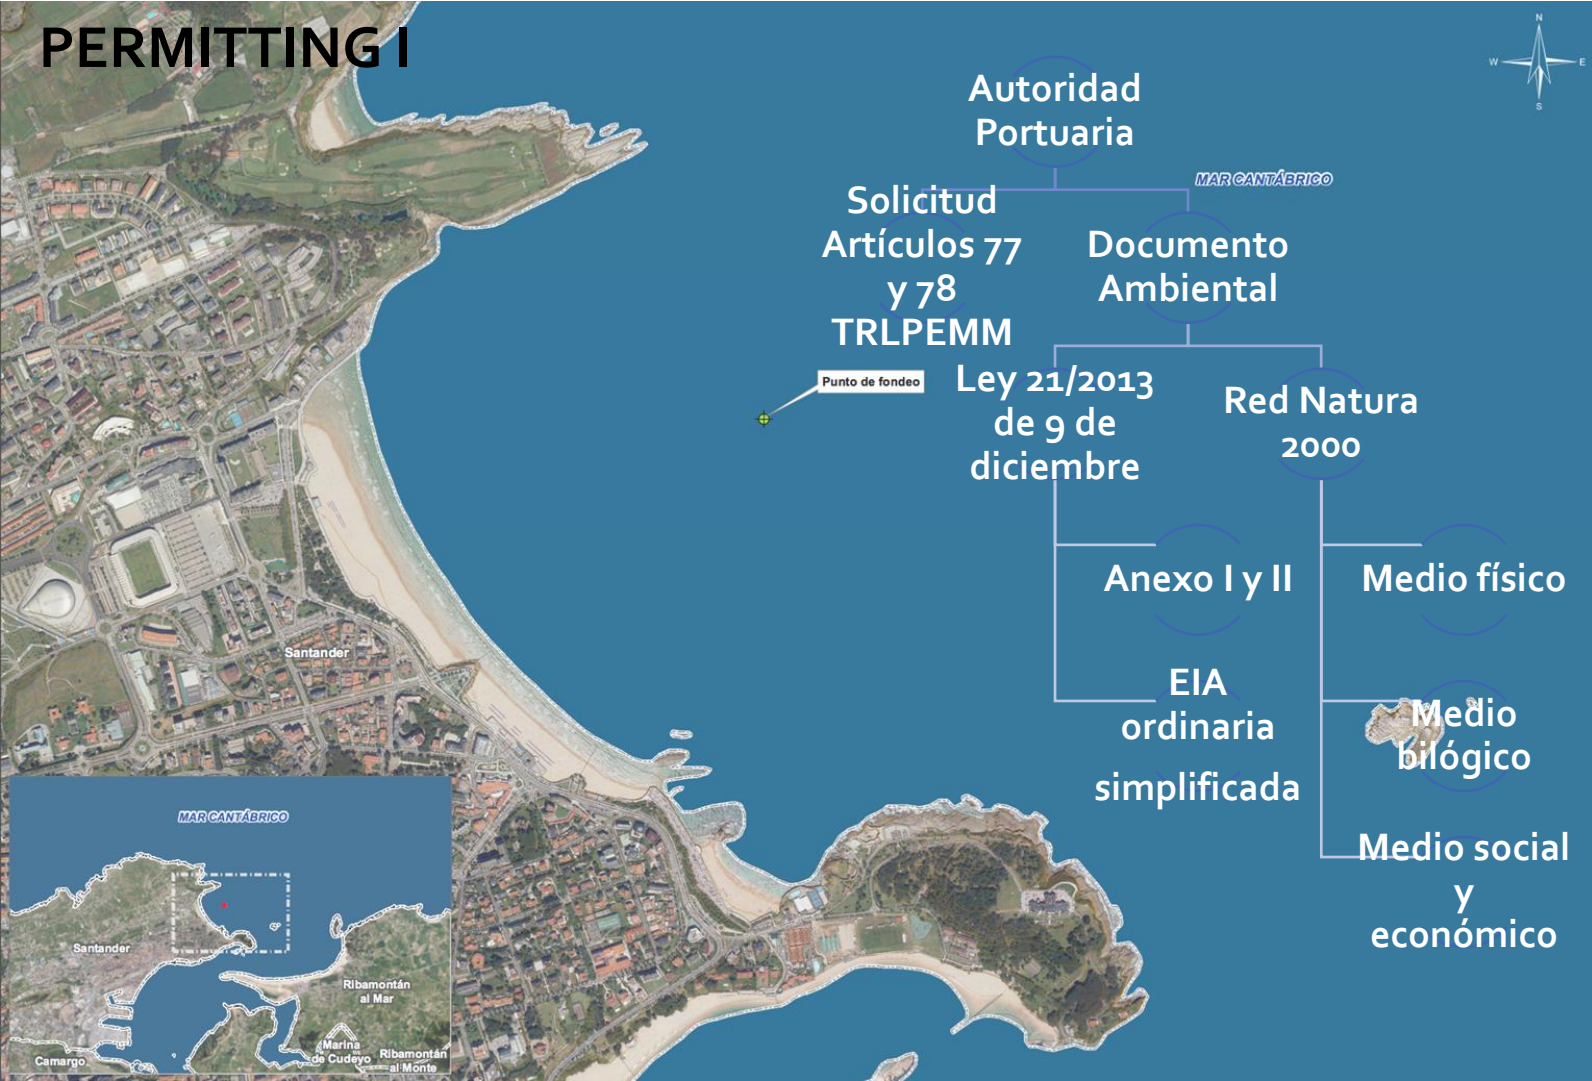 PERMITTING I
N
W
E
S
Autoridad
Portuaria
MAR CANTÁBRICO
Solicitud
Artículos 77
y 78
TRLPEMM
Documento
Ambiental
Punto de fondeo
Ley 21/2013
de 9 de
diciembre
Red Natura
2000
Anexo I y II
Medio físico
EIA
ordinaria
simplificada
Medio
bilógico
Medio social
y
económico
Santander
MAR CANTÁBRICO
Santander
Ribamontán
al Mar
Marina
de Cudeyo
Ribamontán
al Monte
Camargo